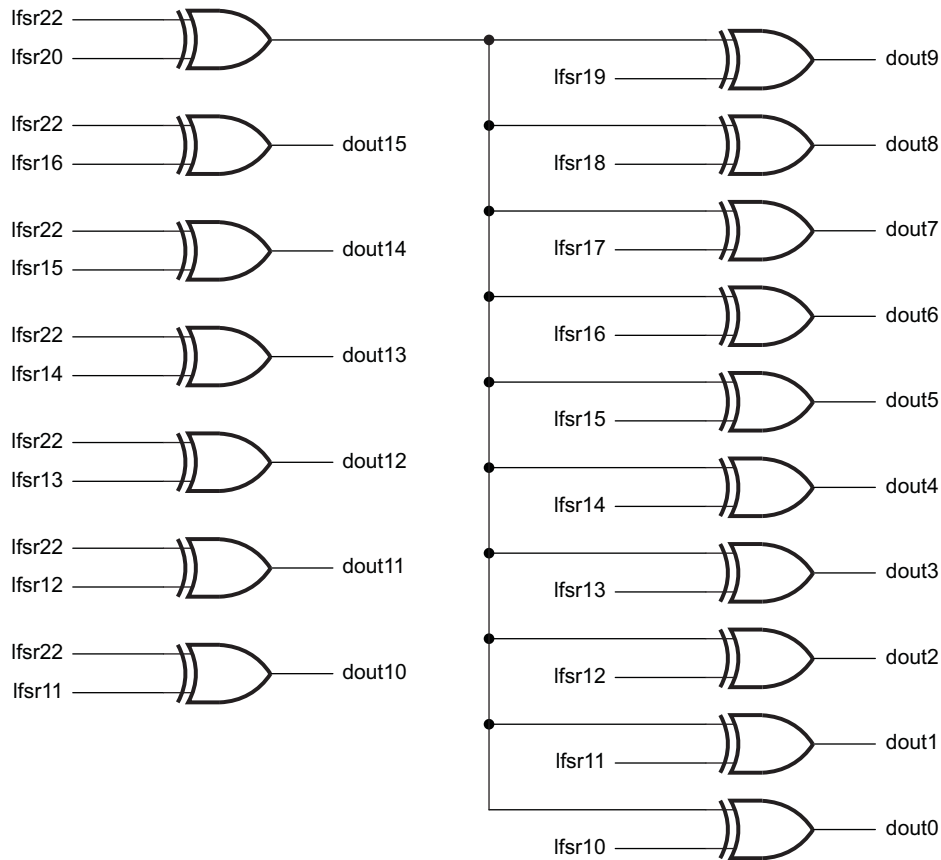 lfsr22
lfsr20
lfsr22
lfsr16
dout15
lfsr22
lfsr15
dout14
lfsr22
lfsr14
dout13
lfsr22
lfsr13
dout12
lfsr22
lfsr12
dout11
lfsr22
lfsr11
dout10
lfsr19
dout9
lfsr18
dout8
lfsr17
dout7
lfsr16
dout6
lfsr15
dout5
lfsr14
dout4
lfsr13
dout3
lfsr12
dout2
lfsr11
dout1
lfsr10
dout0